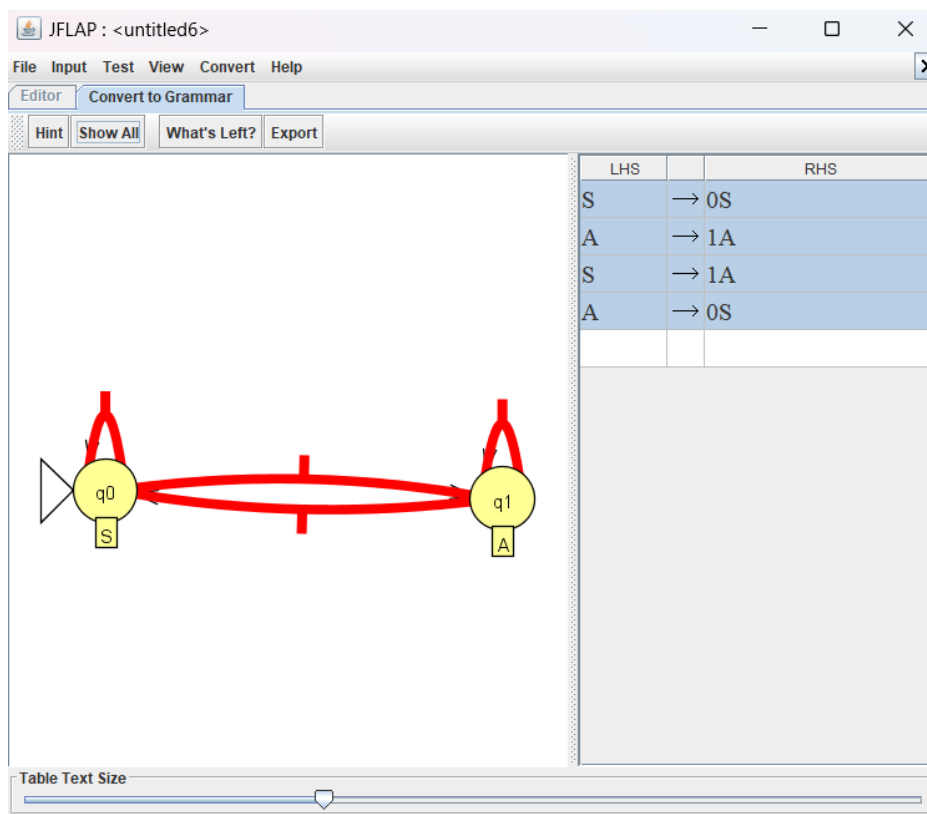 JFLAP : <untitled6>
File Input Test View Convert Help
Editor Convert to Grammar
Hint Show All What's Left? Export
LHS RHS
S → 0S
A → 1A
S → 1A
A → 0S
q0
S
q1
A
Table Text Size